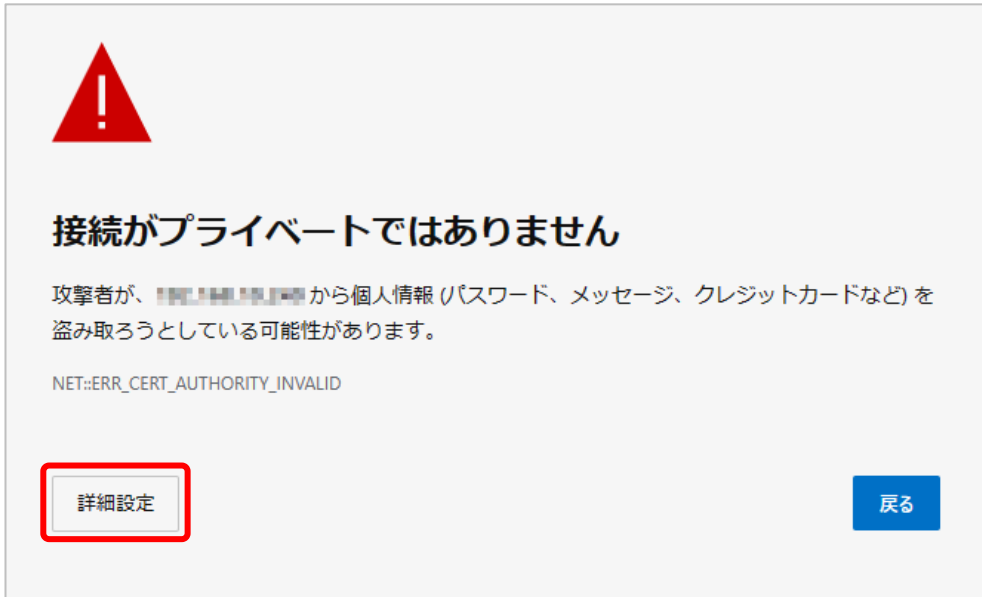 接続がプライベートではありません
攻撃者が、 から個人情報 (パスワード、メッセージ、クレジットカードなど) を
盗み取ろうとしている可能性があります。
NET::ERR_CERT_AUTHORITY_INVALID
詳細設定
戻る